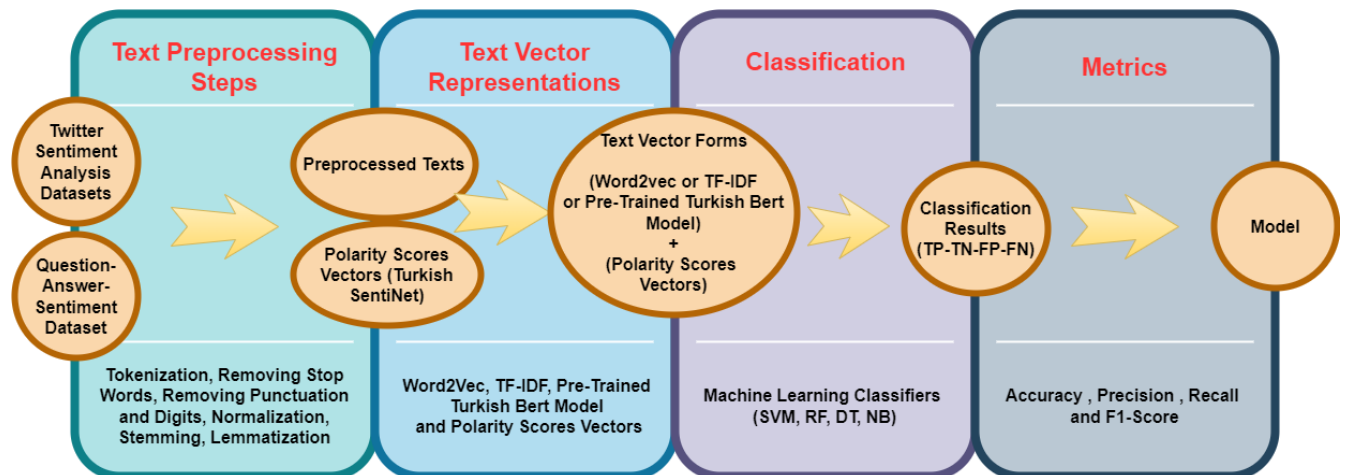 Text Preprocessing
Steps
Text Vector
Representations
Classification
Metrics
Twitter
Sentiment
Analysis
Datasets
Question-
Answer-
Sentiment
Dataset
Preprocessed Texts
Polarity Scores
Vectors (Turkish
SentiNet)
Text Vector Forms
(Word2vec or TF-IDF
or Pre-Trained Turkish Bert
Model)
+
(Polarity Scores
Vectors)
Classification
Results
(TP-TN-FP-FN)
Model
Tokenization, Removing Stop
Words, Removing Punctuation
and Digits, Normalization,
Stemming, Lemmatization
Word2Vec, TF-IDF, Pre-Trained
Turkish Bert Model
and Polarity Scores Vectors
Machine Learning Classifiers
(SVM, RF, DT, NB)
Accuracy , Precision , Recall
and F1-Score